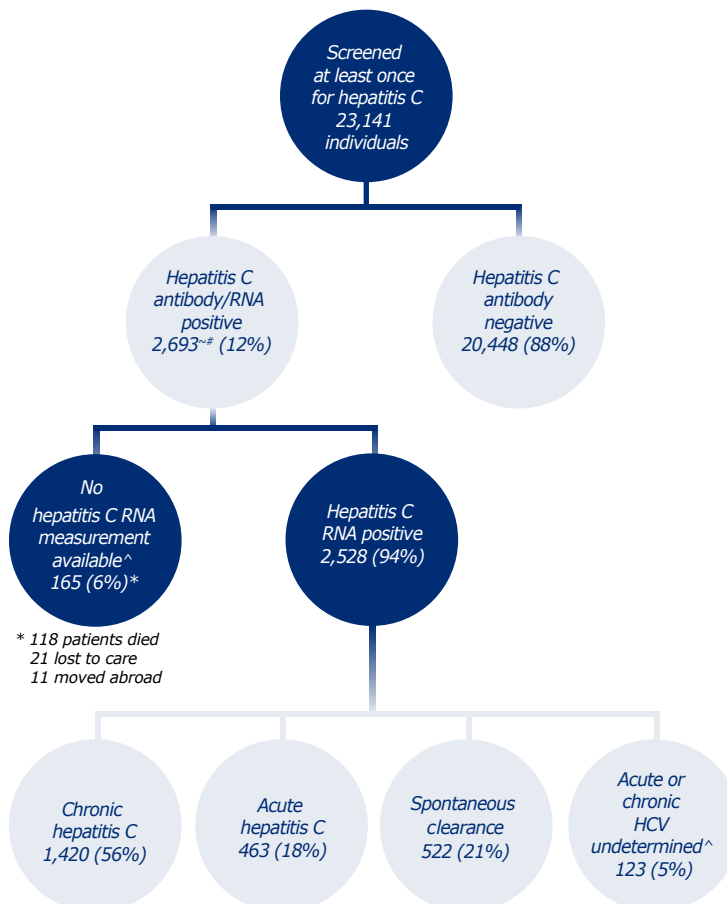 Screened
at least once
for hepatitis C
23,141
individuals
Hepatitis C
antibody/RNA
positive
2,693~# (12%)
Hepatitis C
antibody
negative
20,448 (88%)
No
hepatitis C RNA
measurement
available^
165 (6%)*
Hepatitis C
RNA positive
2,528 (94%)
* 118 patients died
21 lost to care
11 moved abroad
Chronic
hepatitis C
1,420 (56%)
Acute
hepatitis C
463 (18%)
Spontaneous
clearance
522 (21%)
Acute or
chronic
HCV
undetermined^
123 (5%)